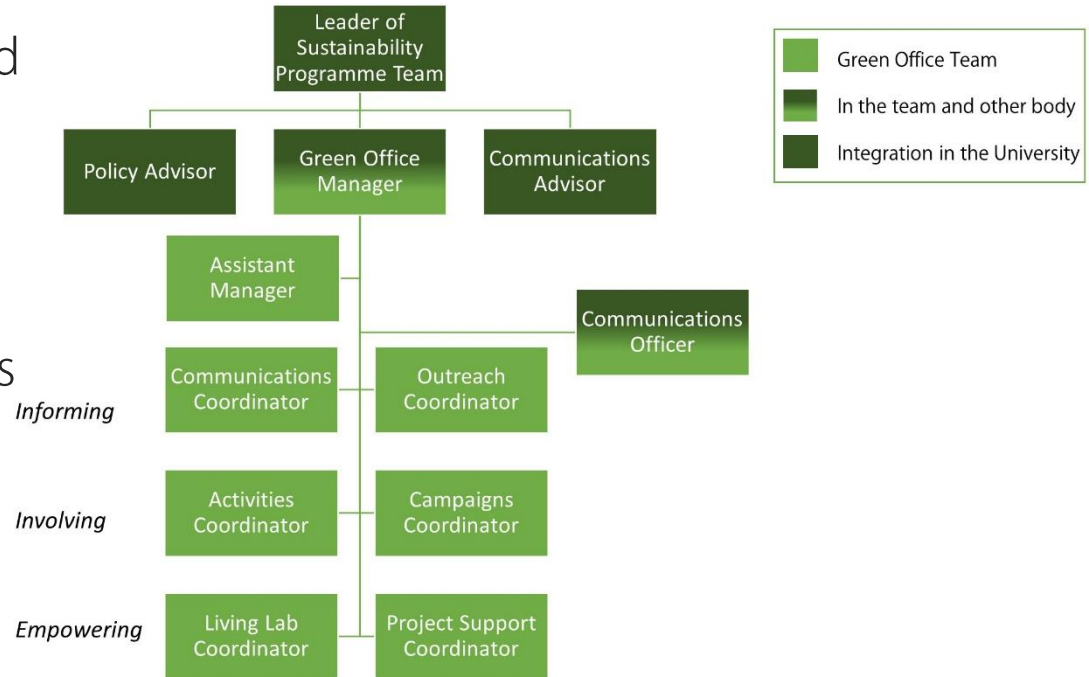 d
Leader of
Sustainability
Programme Team
Green Office Team
In the team and other body
Integration in the University
Policy Advisor
Green Office
Manager
Communications
Advisor
Assistant
Manager
Communications
Officer
s
Informing
Communications
Coordinator
Outreach
Coordinator
Involving
Activities
Coordinator
Campaigns
Coordinator
Empowering
Living Lab
Coordinator
Project Support
Coordinator